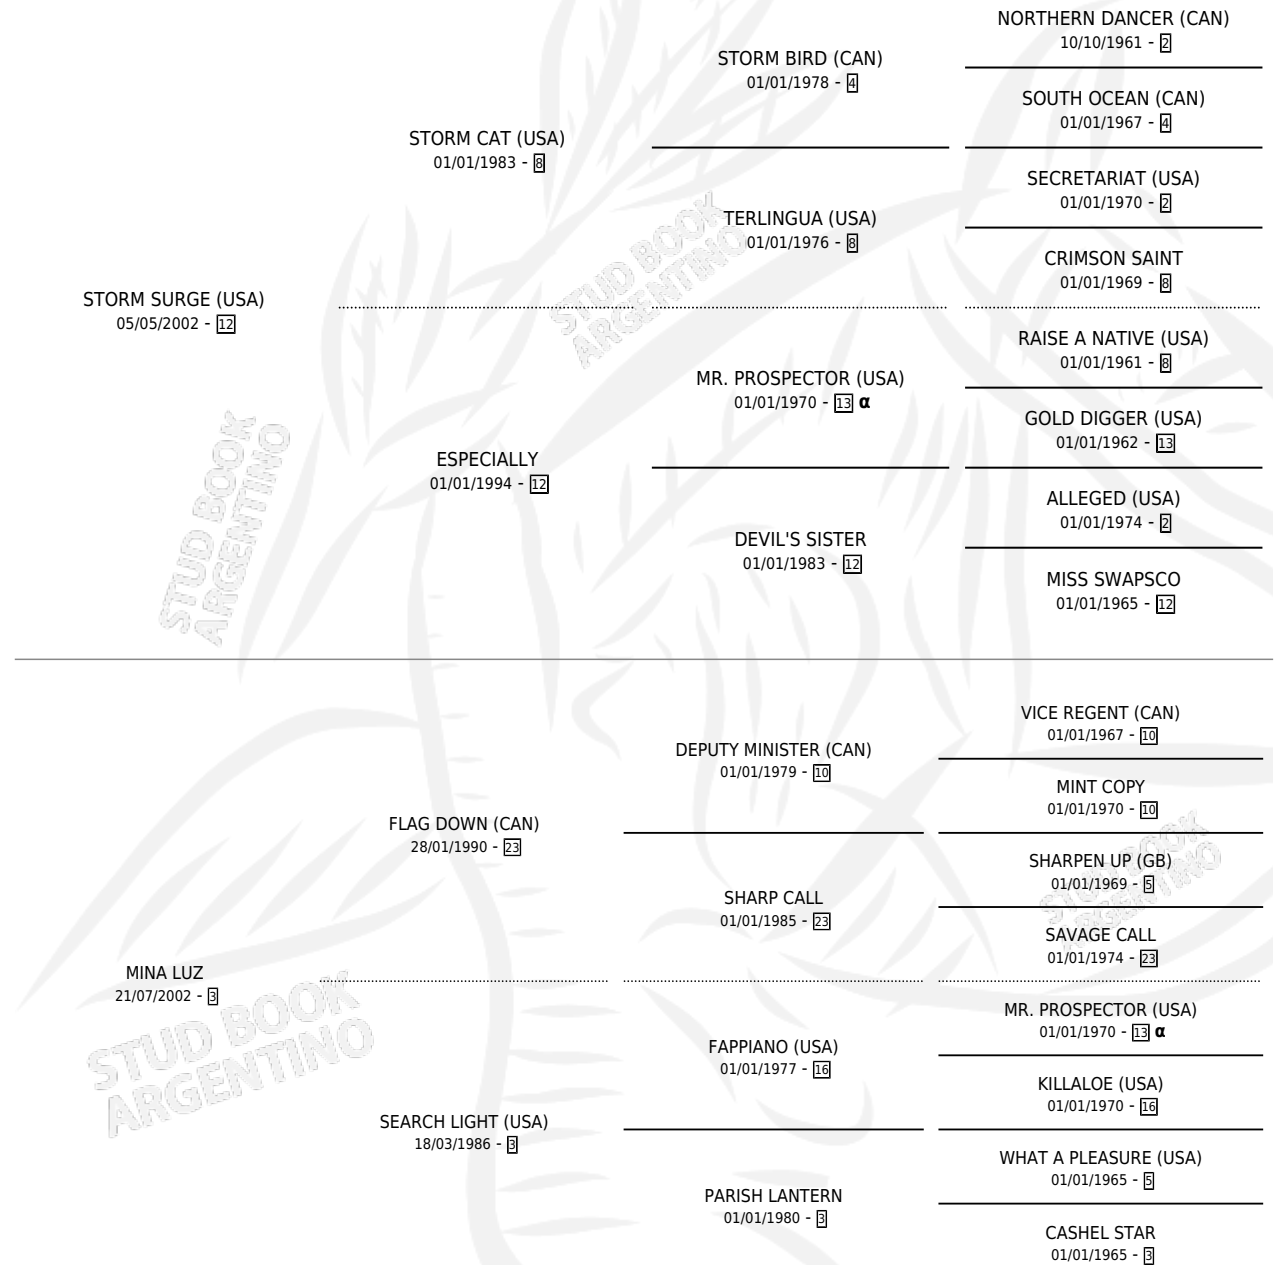 NORTHERN DANCER (CAN)
10/10/1961 - 2
STORM BIRD (CAN)
01/01/1978 - 4
SOUTH OCEAN (CAN)
01/01/1967 - 4
STORM CAT (USA)
01/01/1983 - 8
SECRETARIAT (USA)
01/01/1970 - 2
TERLINGUA (USA)
01/01/1976 - 8
CRIMSON SAINT
01/01/1969 - 8
STORM SURGE (USA)
05/05/2002 - 12
RAISE A NATIVE (USA)
01/01/1961 - 8
MR. PROSPECTOR (USA)
01/01/1970 - 13 α
GOLD DIGGER (USA)
01/01/1962 - 13
ESPECIALLY
01/01/1994 - 12
ALLEGED (USA)
01/01/1974 - 2
DEVIL'S SISTER
01/01/1983 - 12
MISS SWAPSCO
01/01/1965 - 12
VICE REGENT (CAN)
01/01/1967 - 10
DEPUTY MINISTER (CAN)
01/01/1979 - 10
MINT COPY
01/01/1970 - 10
FLAG DOWN (CAN)
28/01/1990 - 23
SHARPEN UP (GB)
01/01/1969 - 5
SHARP CALL
01/01/1985 - 23
SAVAGE CALL
01/01/1974 - 23
MINA LUZ
21/07/2002 - 3
MR. PROSPECTOR (USA)
01/01/1970 - 13 α
FAPPIANO (USA)
01/01/1977 - 16
KILLALOE (USA)
01/01/1970 - 16
SEARCH LIGHT (USA)
18/03/1986 - 3
WHAT A PLEASURE (USA)
01/01/1965 - 5
PARISH LANTERN
01/01/1980 - 3
CASHEL STAR
01/01/1965 - 3
STUD BOOK
ARGENTINO
STUD BOOK
ARGENTINO
STUD BOOK
ARGENTINO
STUD BOOK
ARGENTINO